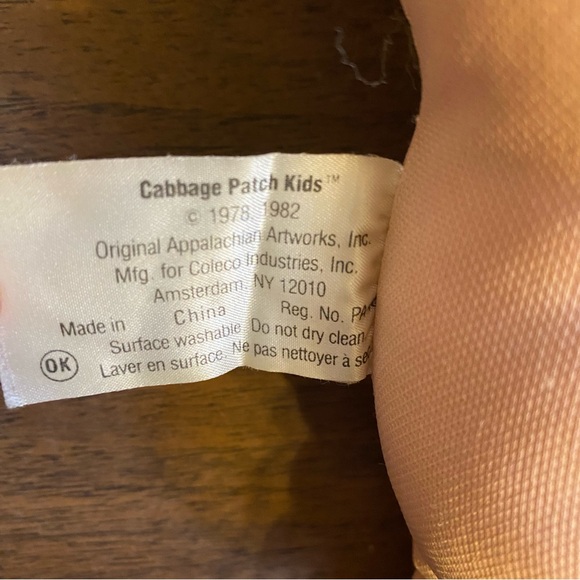 Cabbage Patch Kids™
© 1978, 1982
Original Appalachian Artworks, Inc.
Mfg. for Coleco Industries, Inc.
Amsterdam, NY 12010
Made in China Reg. No.
Surface washable. Do not dry clean
OK Laver en surface. Ne pas nettoyer à